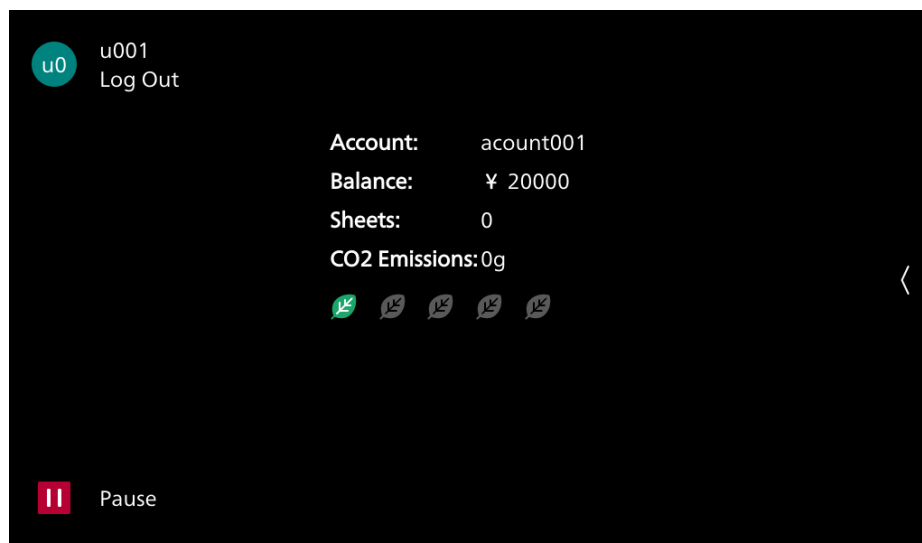 u0
u001
Log Out
Account: acount001
Balance: ¥ 20000
Sheets: 0
CO2 Emissions: 0g
Pause